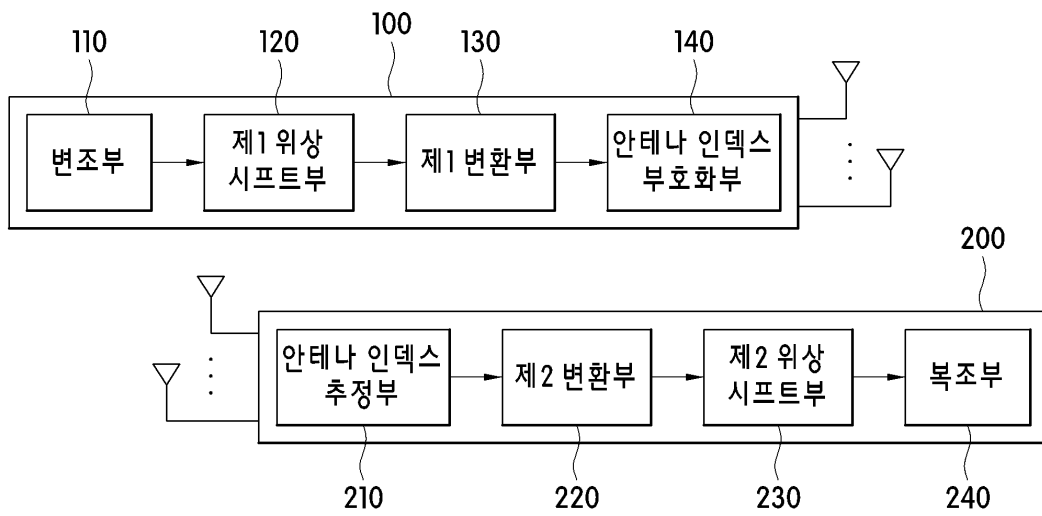 110 120 100 130 140
변조부
제1 위상
시프트부
제1 변환부
안테나 인덱스
부호화부
200
안테나 인덱스
추정부
제2 변환부
제2 위상
시프트부
복조부
210 220 230 240